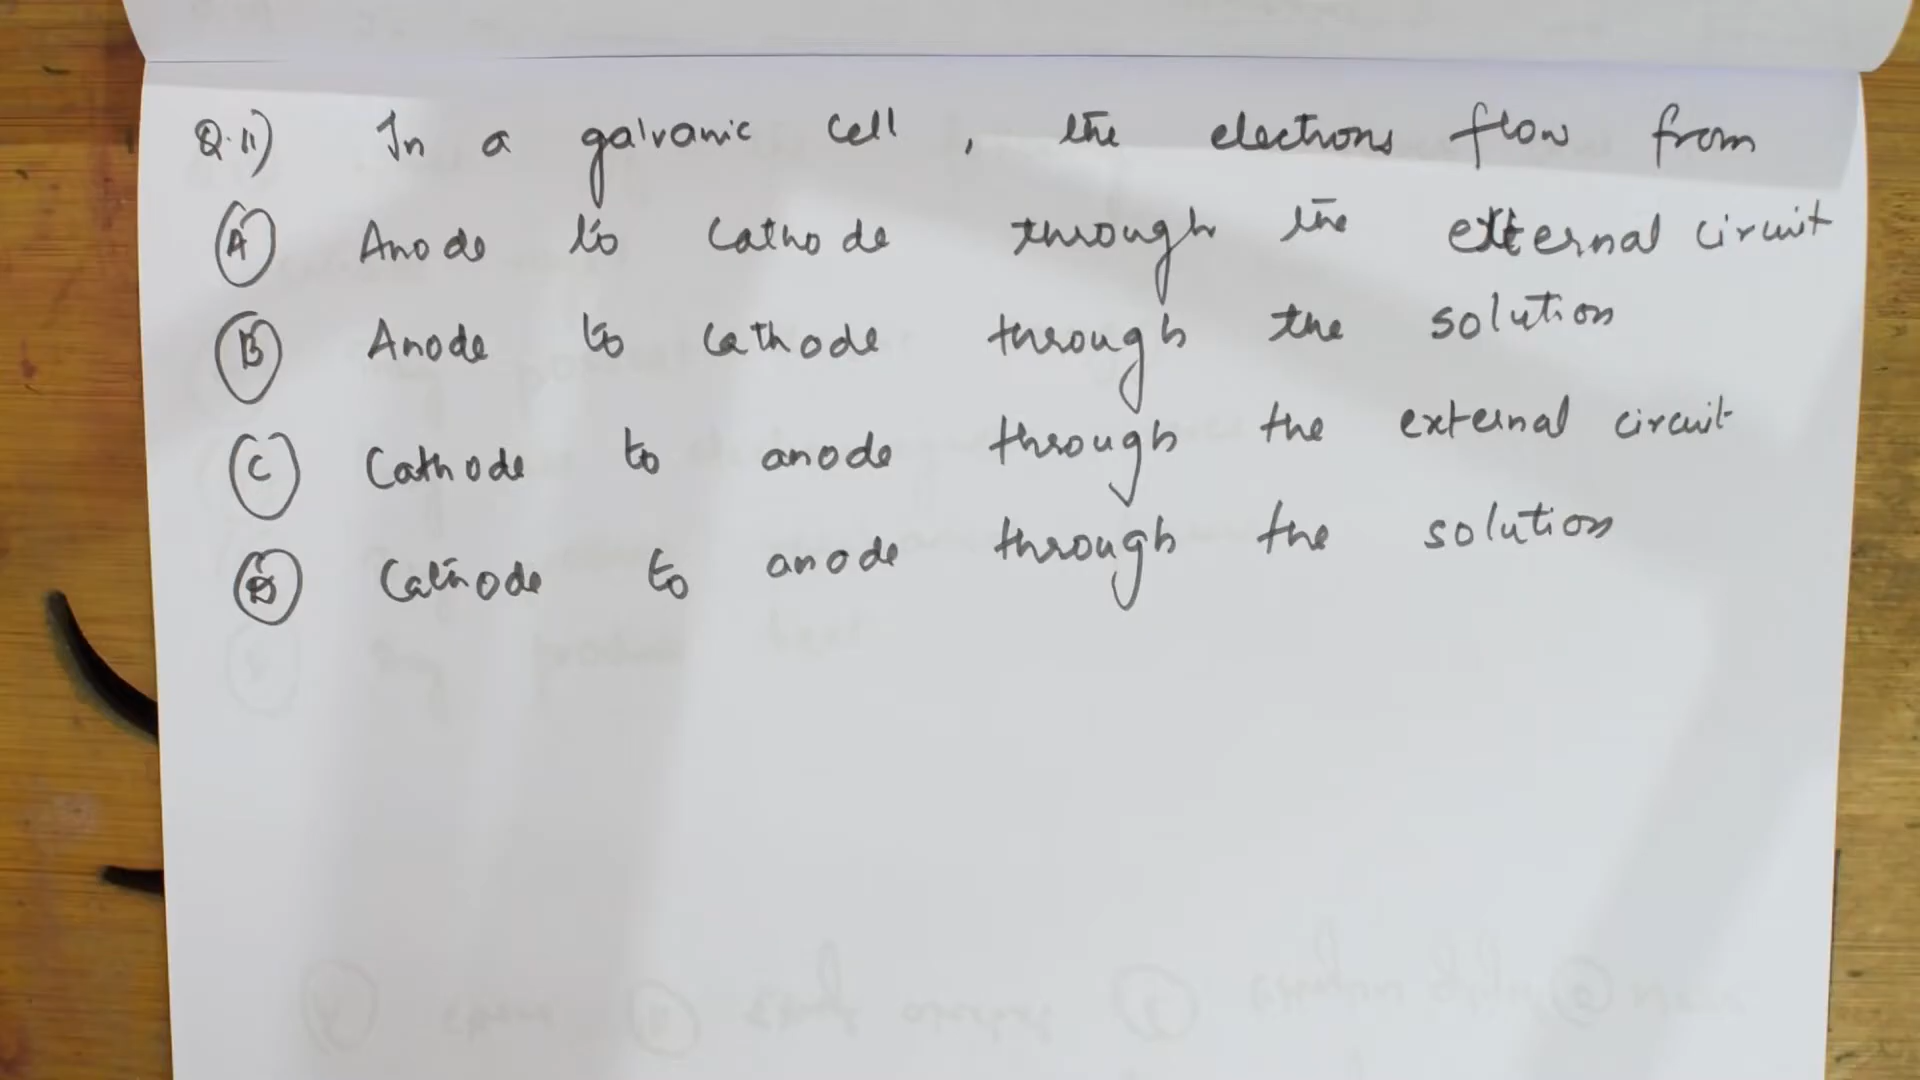 Q.11) In a galvanic cell, the electrons flow from
(A) Anode to Cathode through the external circuit
(B) Anode to Cathode through the solution
(C) Cathode to anode through the external circuit
(D) Cathode to anode through the solution